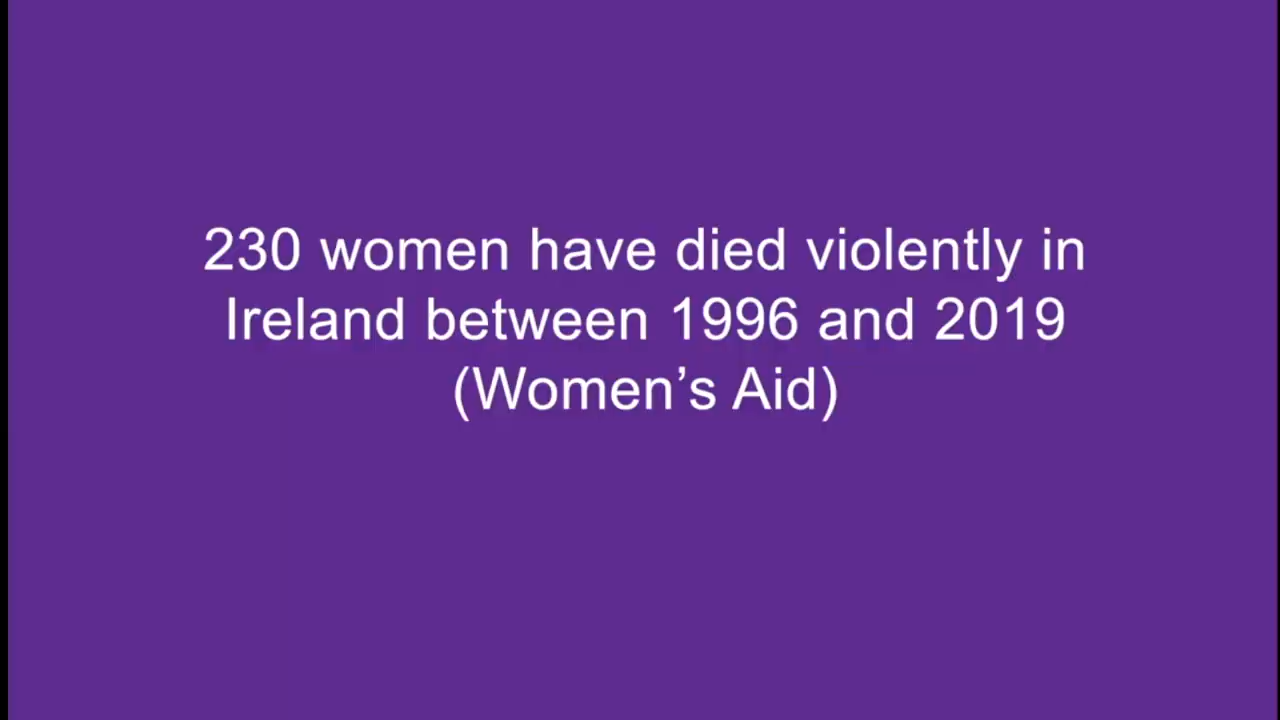 230 women have died violently in
Ireland between 1996 and 2019
(Women’s Aid)